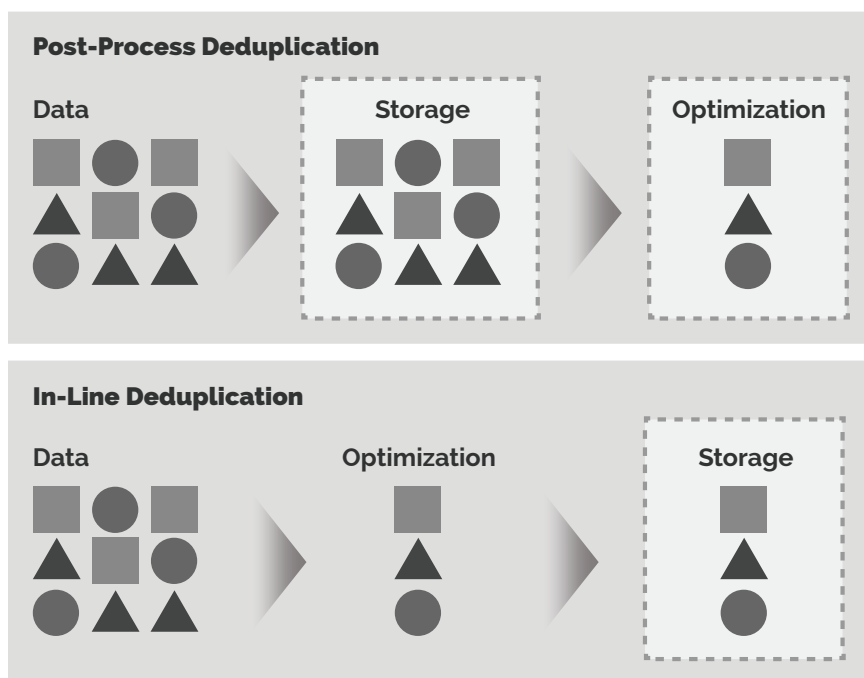 Post-Process Deduplication
Data
Storage
Optimization
In-Line Deduplication
Data
Optimization
Storage